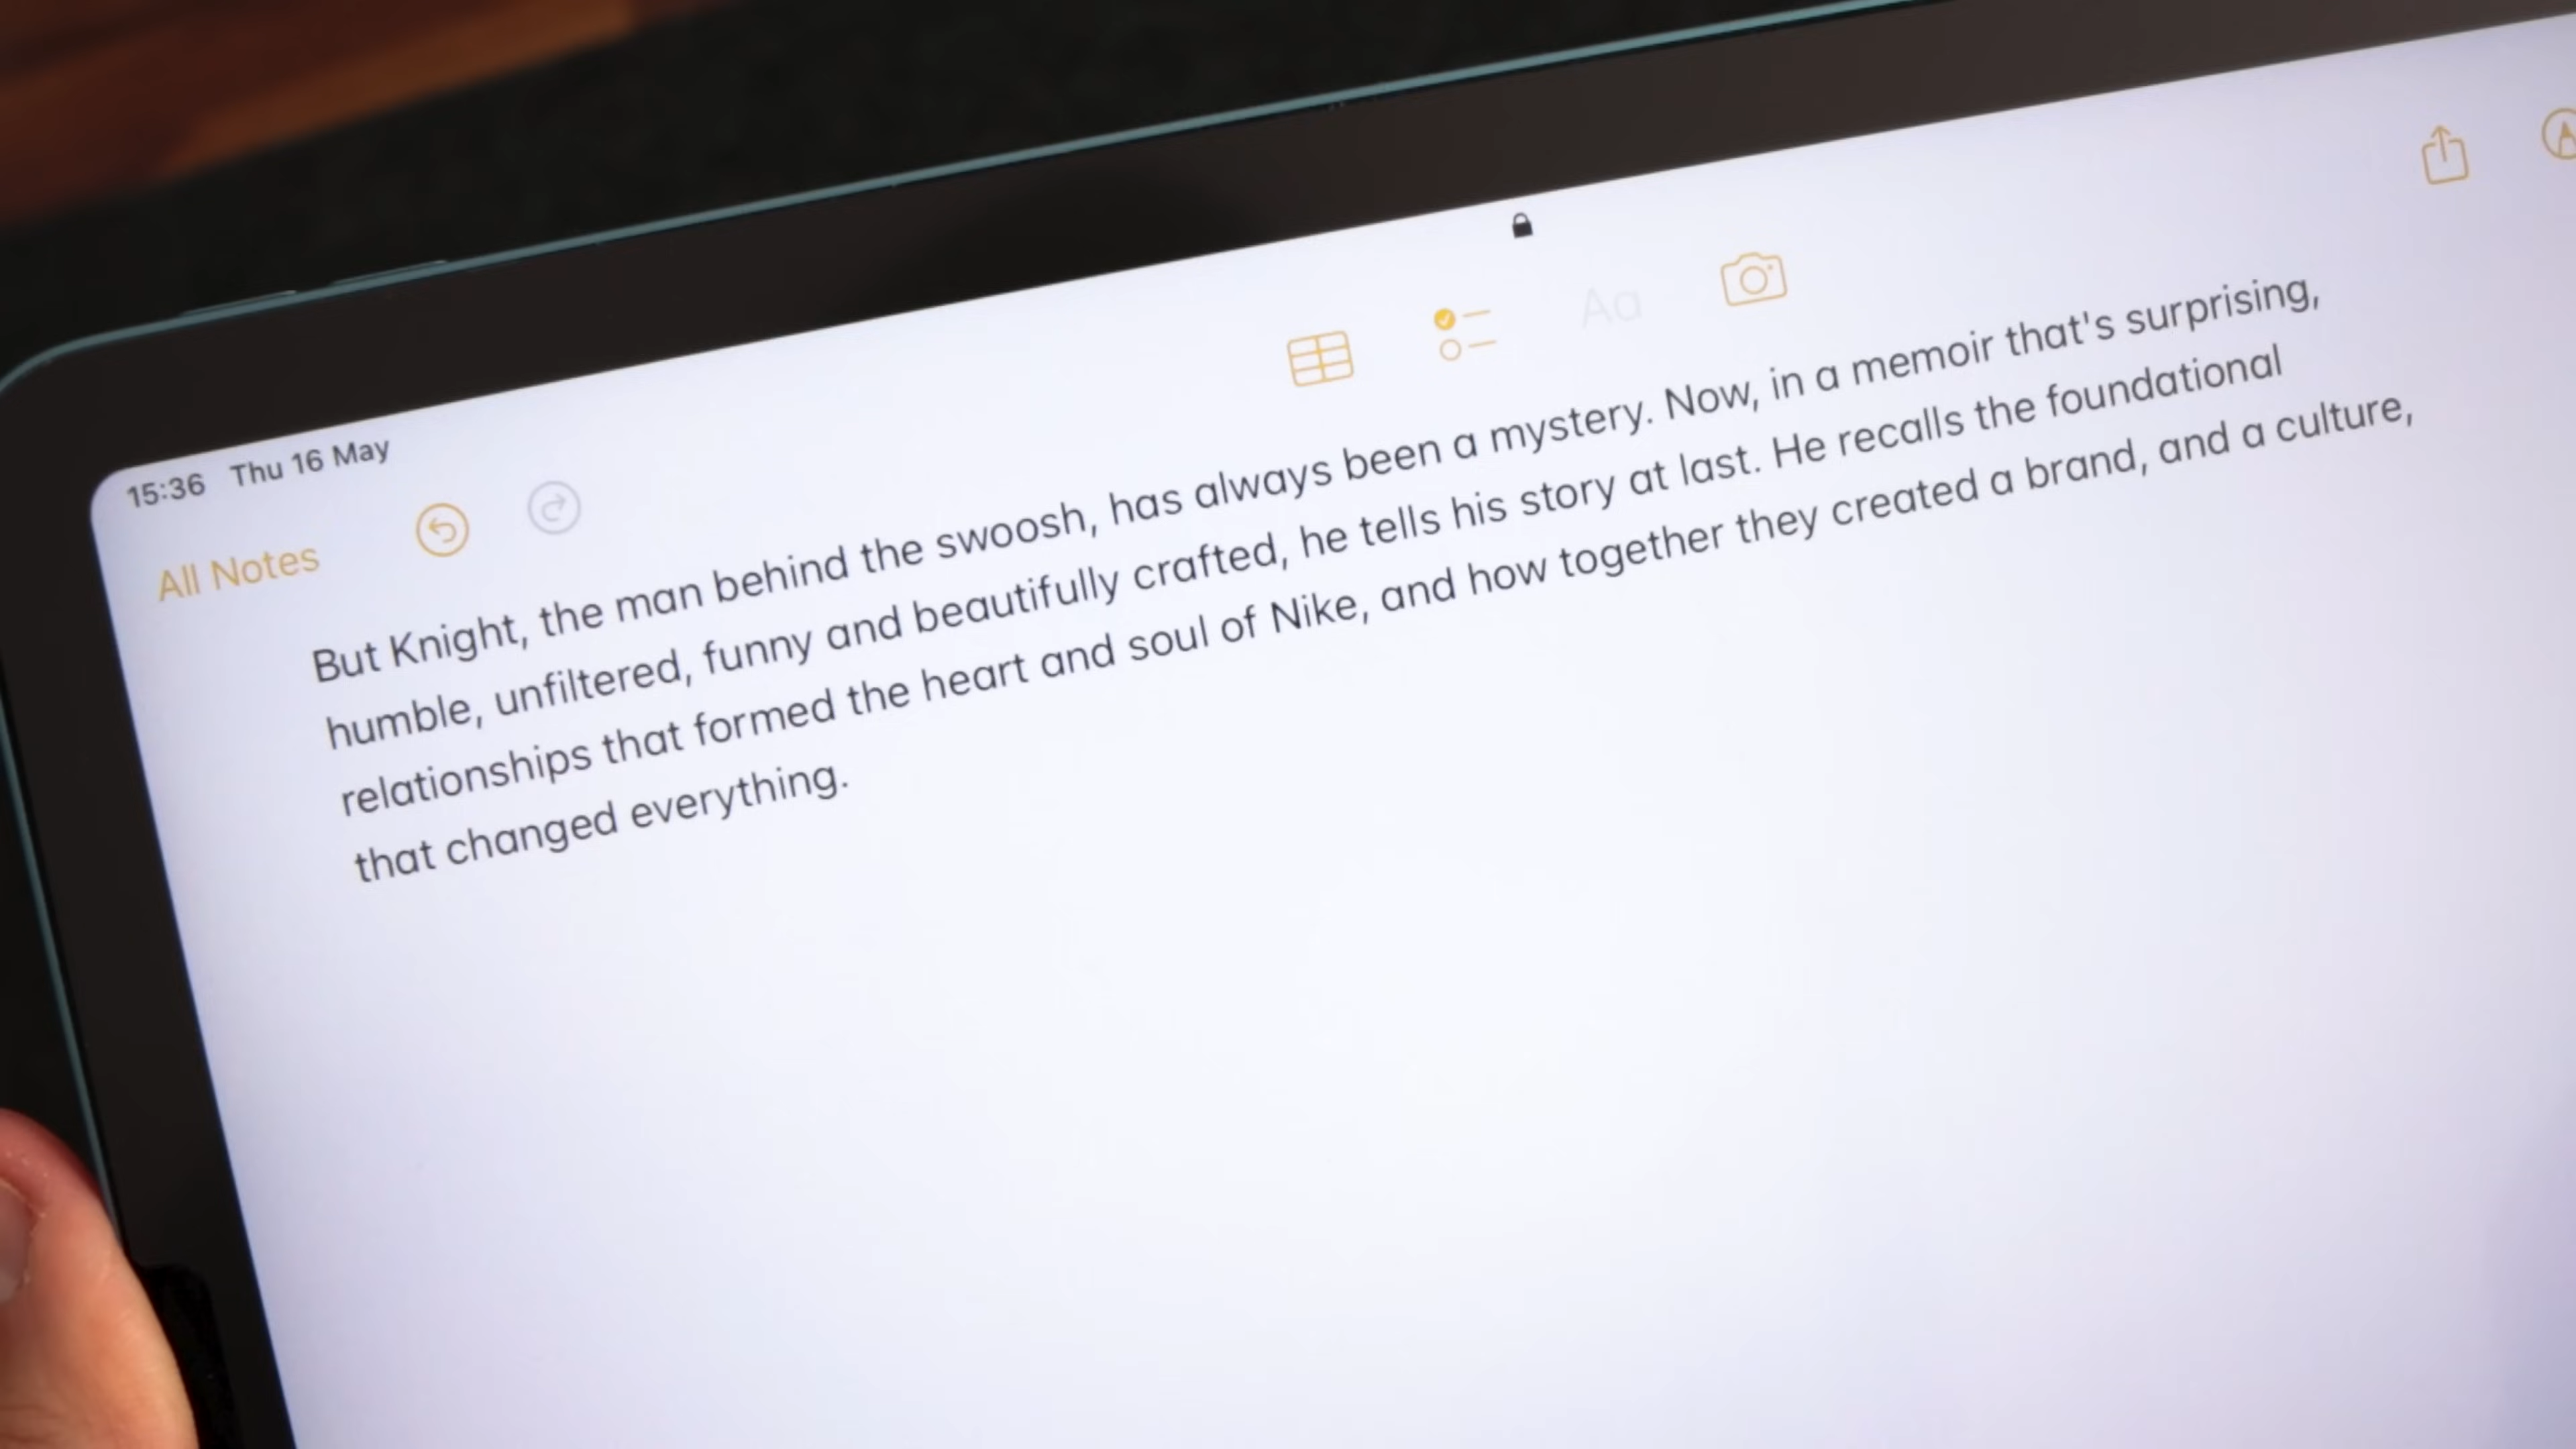 15:36 Thu 16 May
All Notes
Aa
But Knight, the man behind the swoosh, has always been a mystery. Now, in a memoir that's surprising,
humble, unfiltered, funny and beautifully crafted, he tells his story at last. He recalls the foundational
relationships that formed the heart and soul of Nike, and how together they created a brand, and a culture,
that changed everything.